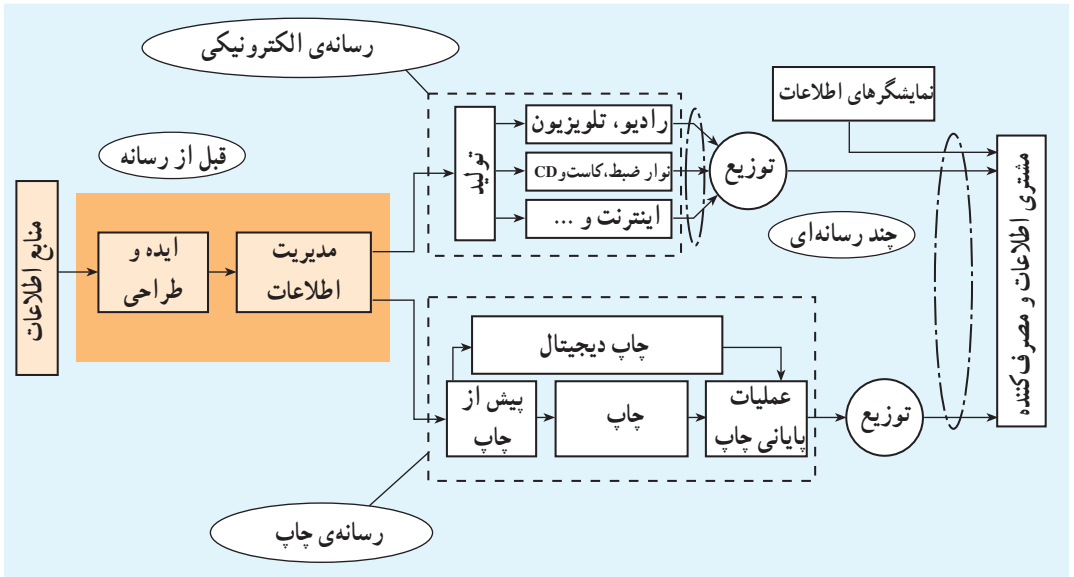 رسانه‌ی الکترونیکی
نمایشگرهای اطلاعات
رادیو، تلویزیون
تولید
نوار ضبط،کاست وCD
اینترنت و ...
توزیع
چند رسانه‌ای
مشتری اطلاعات و مصرف‌کننده
قبل از رسانه
منابع اطلاعات
ایده و
طراحی
مدیریت
اطلاعات
چاپ دیجیتال
پیش از
چاپ
چاپ
عملیات
پایانی چاپ
توزیع
رسانه‌ی چاپ